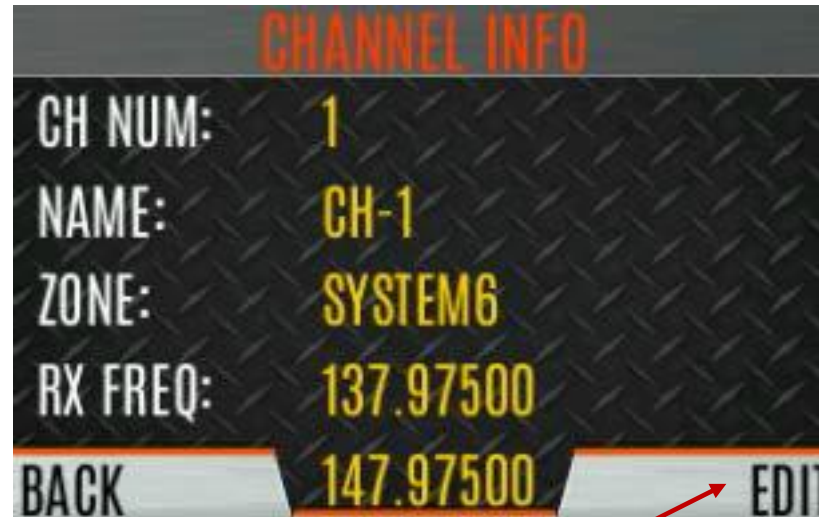 CHANNEL INFO
CH NUM: 1
NAME: CH-1
ZONE: SYSTEM6
RX FREQ: 137.97500
147.97500
BACK EDIT